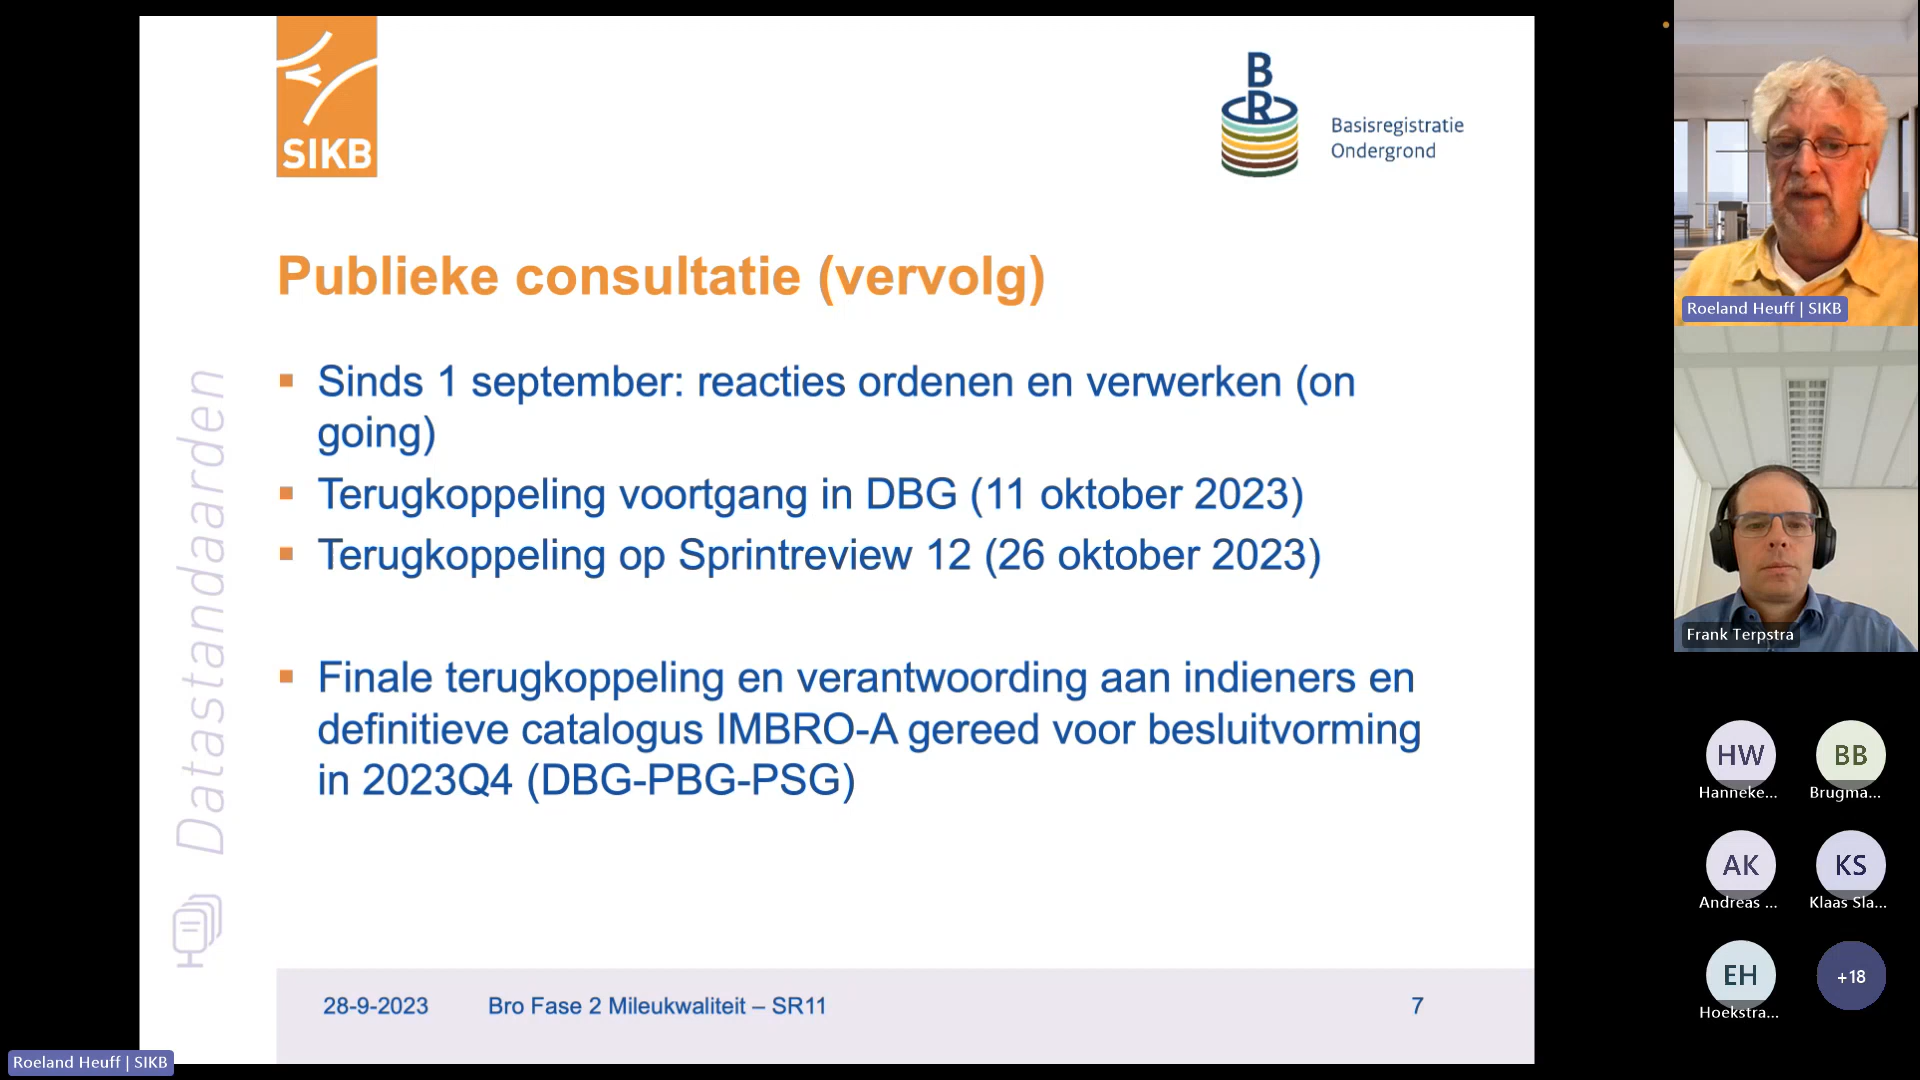 SIKB
B
R
Basisregistratie
Ondergrond
Publieke consultatie (vervolg)
Sinds 1 september: reacties ordenen en verwerken (on
going)
Terugkoppeling voortgang in DBG (11 oktober 2023)
Terugkoppeling op Sprintreview 12 (26 oktober 2023)
Finale terugkoppeling en verantwoording aan indieners en
definitieve catalogus IMBRO-A gereed voor besluitvorming
in 2023Q4 (DBG-PBG-PSG)
Datastandaarden
28-9-2023 Bro Fase 2 Mileukwaliteit – SR11 7
Roeland Heuff | SIKB
Roeland Heuff | SIKB
Frank Terpstra
HW BB
Hanneke... Brugma...
AK KS
Andreas ... Klaas Sla...
EH +18
Hoekstra...